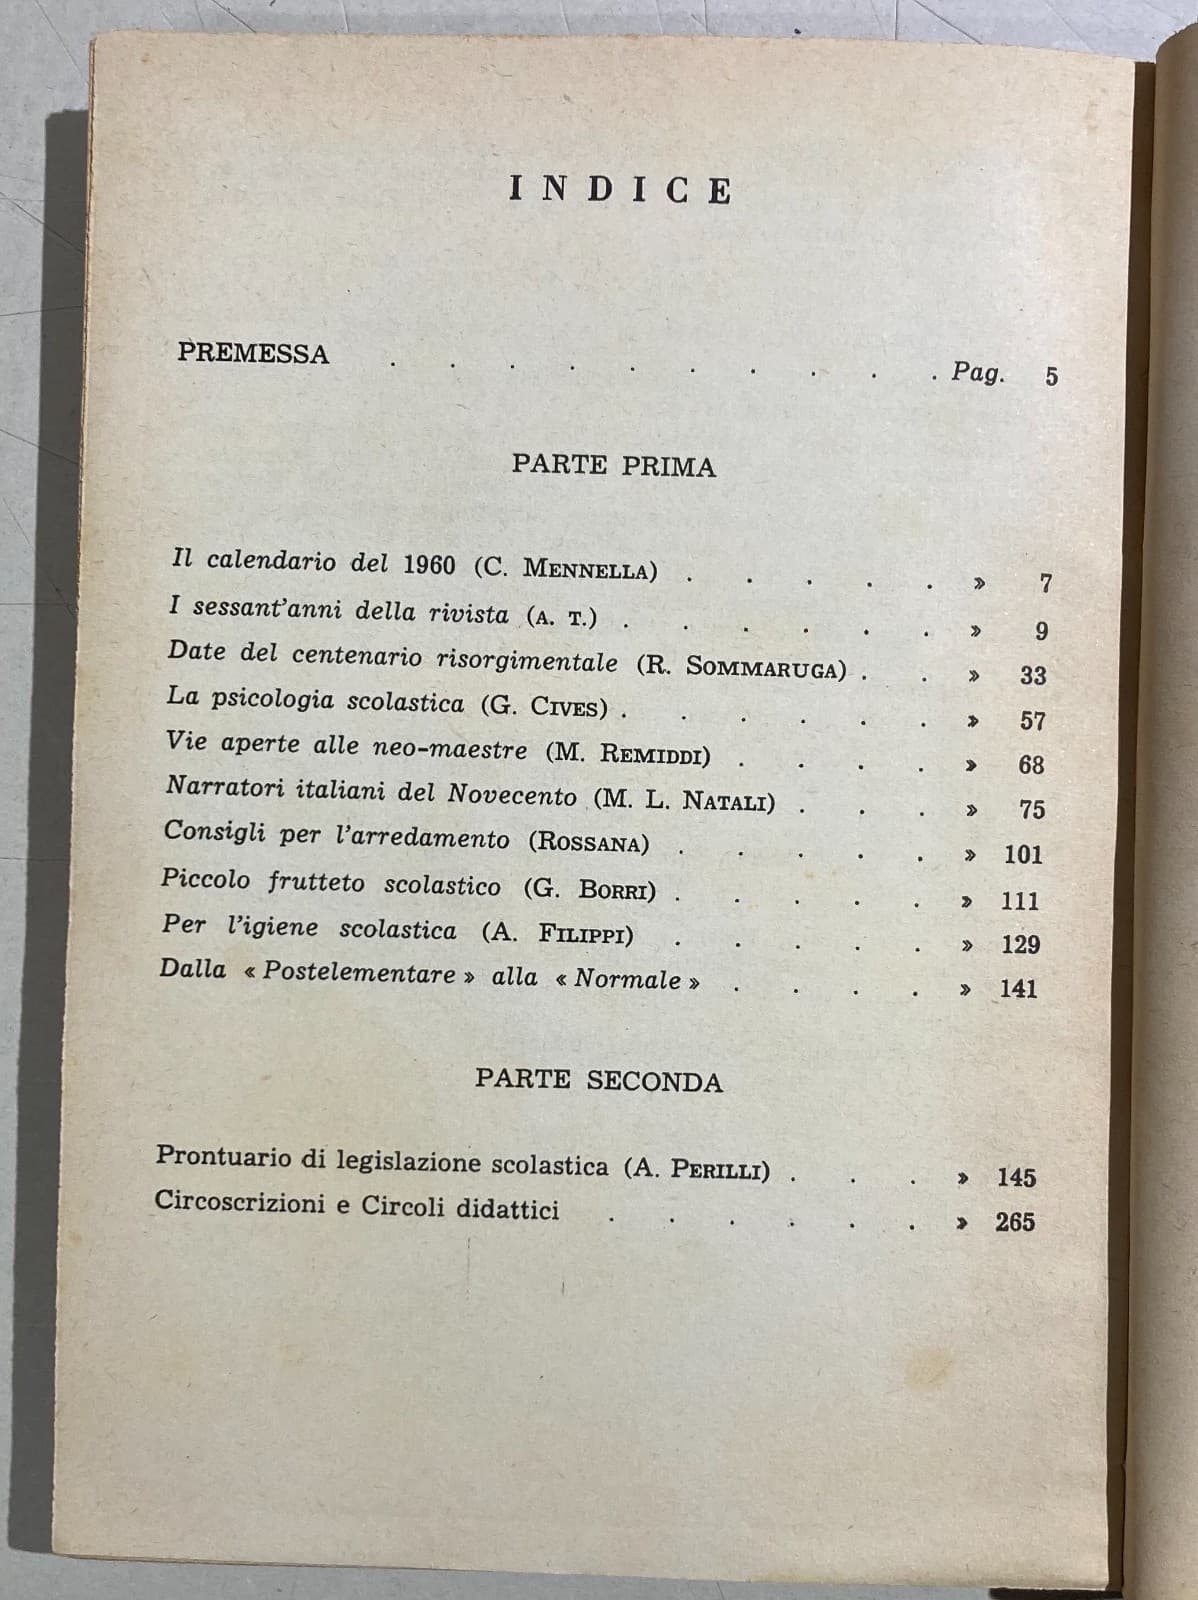 INDICE
PREMESSA . . . . . . . . . . Pag. 5
PARTE PRIMA
Il calendario del 1960 (C. MENNELLA) . . . . . » 7
I sessant'anni della rivista (A. T.) . . . . . . » 9
Date del centenario risorgimentale (R. SOMMARUGA) . . » 33
La psicologia scolastica (G. CIVES) . . . . . . » 57
Vie aperte alle neo-maestre (M. REMIDDI) . . . . » 68
Narratori italiani del Novecento (M. L. NATALI) . . . » 75
Consigli per l'arredamento (ROSSANA) . . . . . » 101
Piccolo frutteto scolastico (G. BORRI) . . . . . » 111
Per l'igiene scolastica (A. FILIPPI) . . . . . » 129
Dalla « Postelementare » alla « Normale » . . . . » 141
PARTE SECONDA
Prontuario di legislazione scolastica (A. PERILLI) . . . » 145
Circoscrizioni e Circoli didattici . . . . . . » 265